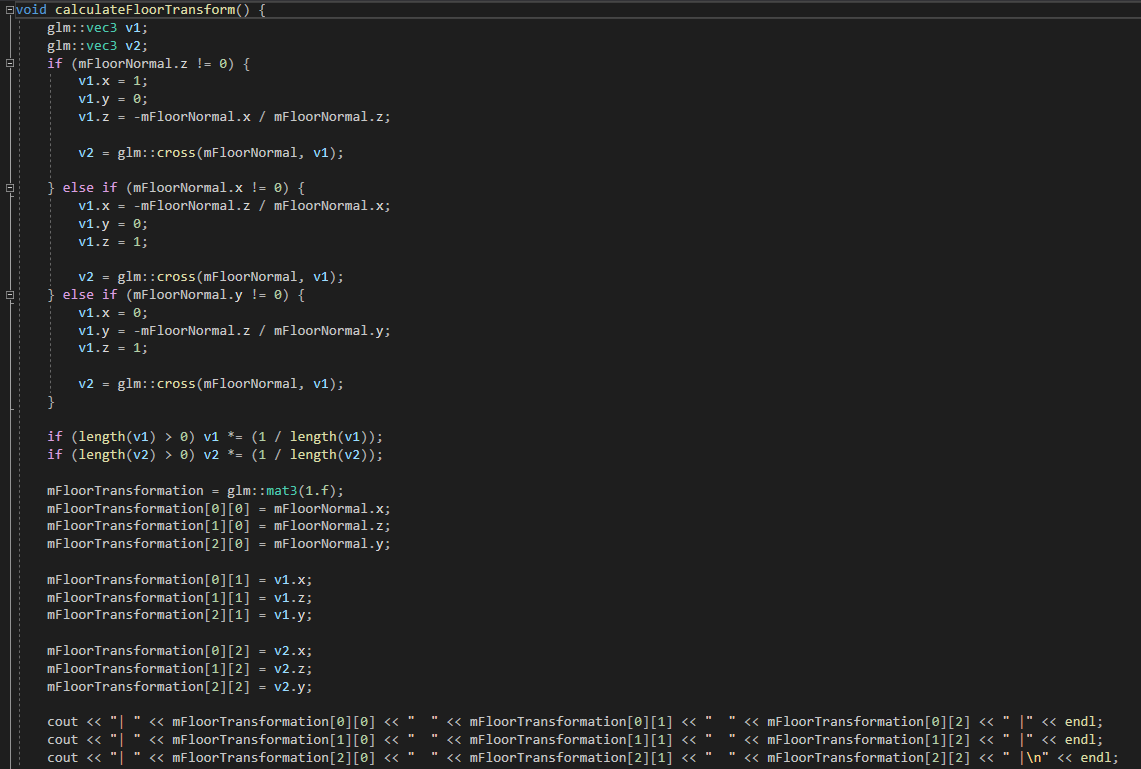 void calculateFloorTransform() {
    glm::vec3 v1;
    glm::vec3 v2;
    if (mFloorNormal.z != 0) {
        v1.x = 1;
        v1.y = 0;
        v1.z = -mFloorNormal.x / mFloorNormal.z;

        v2 = glm::cross(mFloorNormal, v1);

    } else if (mFloorNormal.x != 0) {
        v1.x = -mFloorNormal.z / mFloorNormal.x;
        v1.y = 0;
        v1.z = 1;

        v2 = glm::cross(mFloorNormal, v1);
    } else if (mFloorNormal.y != 0) {
        v1.x = 0;
        v1.y = -mFloorNormal.z / mFloorNormal.y;
        v1.z = 1;

        v2 = glm::cross(mFloorNormal, v1);
    }

    if (length(v1) > 0) v1 *= (1 / length(v1));
    if (length(v2) > 0) v2 *= (1 / length(v2));

    mFloorTransformation = glm::mat3(1.f);
    mFloorTransformation[0][0] = mFloorNormal.x;
    mFloorTransformation[1][0] = mFloorNormal.z;
    mFloorTransformation[2][0] = mFloorNormal.y;

    mFloorTransformation[0][1] = v1.x;
    mFloorTransformation[1][1] = v1.z;
    mFloorTransformation[2][1] = v1.y;

    mFloorTransformation[0][2] = v2.x;
    mFloorTransformation[1][2] = v2.z;
    mFloorTransformation[2][2] = v2.y;

    cout << "| " << mFloorTransformation[0][0] << "  " << mFloorTransformation[0][1] << "  " << mFloorTransformation[0][2] << " |" << endl;
    cout << "| " << mFloorTransformation[1][0] << "  " << mFloorTransformation[1][1] << "  " << mFloorTransformation[1][2] << " |" << endl;
    cout << "| " << mFloorTransformation[2][0] << "  " << mFloorTransformation[2][1] << "  " << mFloorTransformation[2][2] << " |\n" << endl;